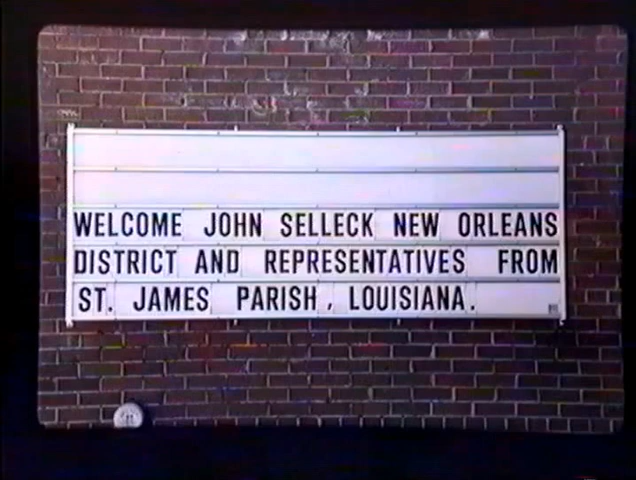 WELCOME JOHN SELLECK NEW ORLEANS
DISTRICT AND REPRESENTATIVES FROM
ST. JAMES PARISH, LOUISIANA.